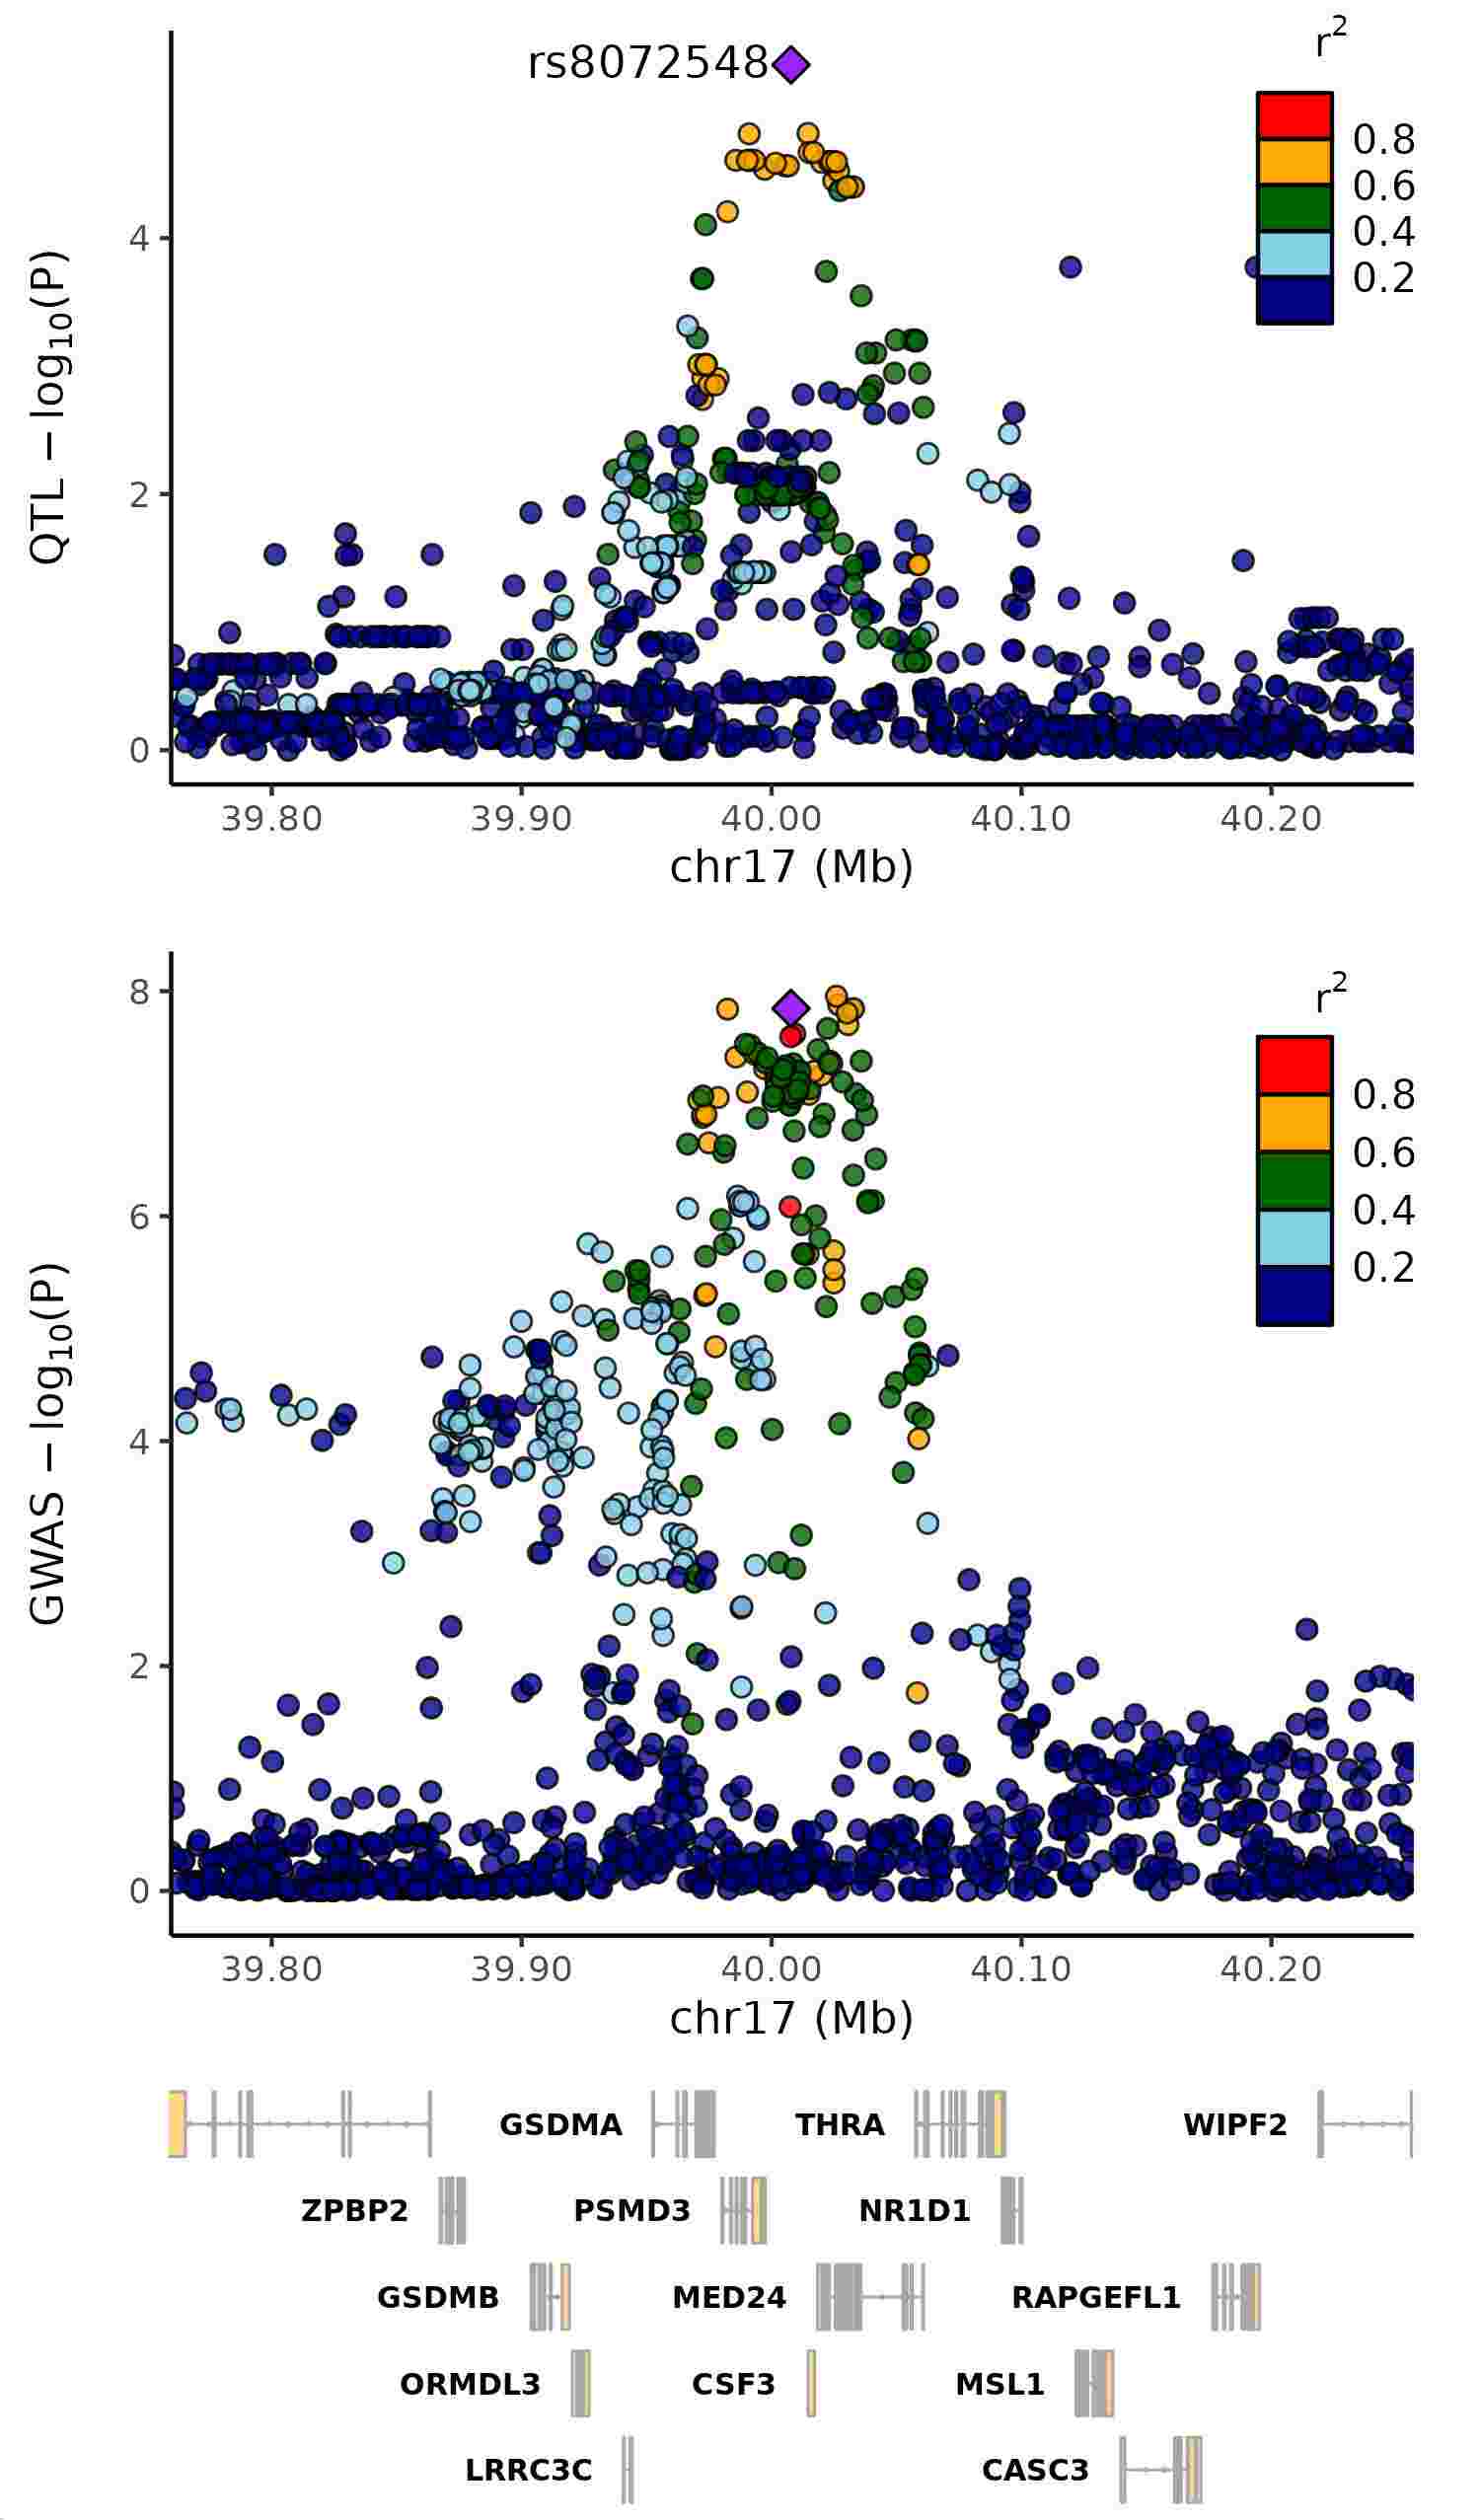 r²
rs8072548
0.8
0.6
0.4
0.2
4
2
0
QTL −log₁₀(P)
39.80 39.90 40.00 40.10 40.20
chr17 (Mb)
r²
0.8
0.6
0.4
0.2
8
6
4
2
0
GWAS −log₁₀(P)
39.80 39.90 40.00 40.10 40.20
chr17 (Mb)
GSDMA THRA WIPF2
ZPBP2 PSMD3 NR1D1
GSDMB MED24 RAPGEFL1
ORMDL3 CSF3 MSL1
LRRC3C CASC3